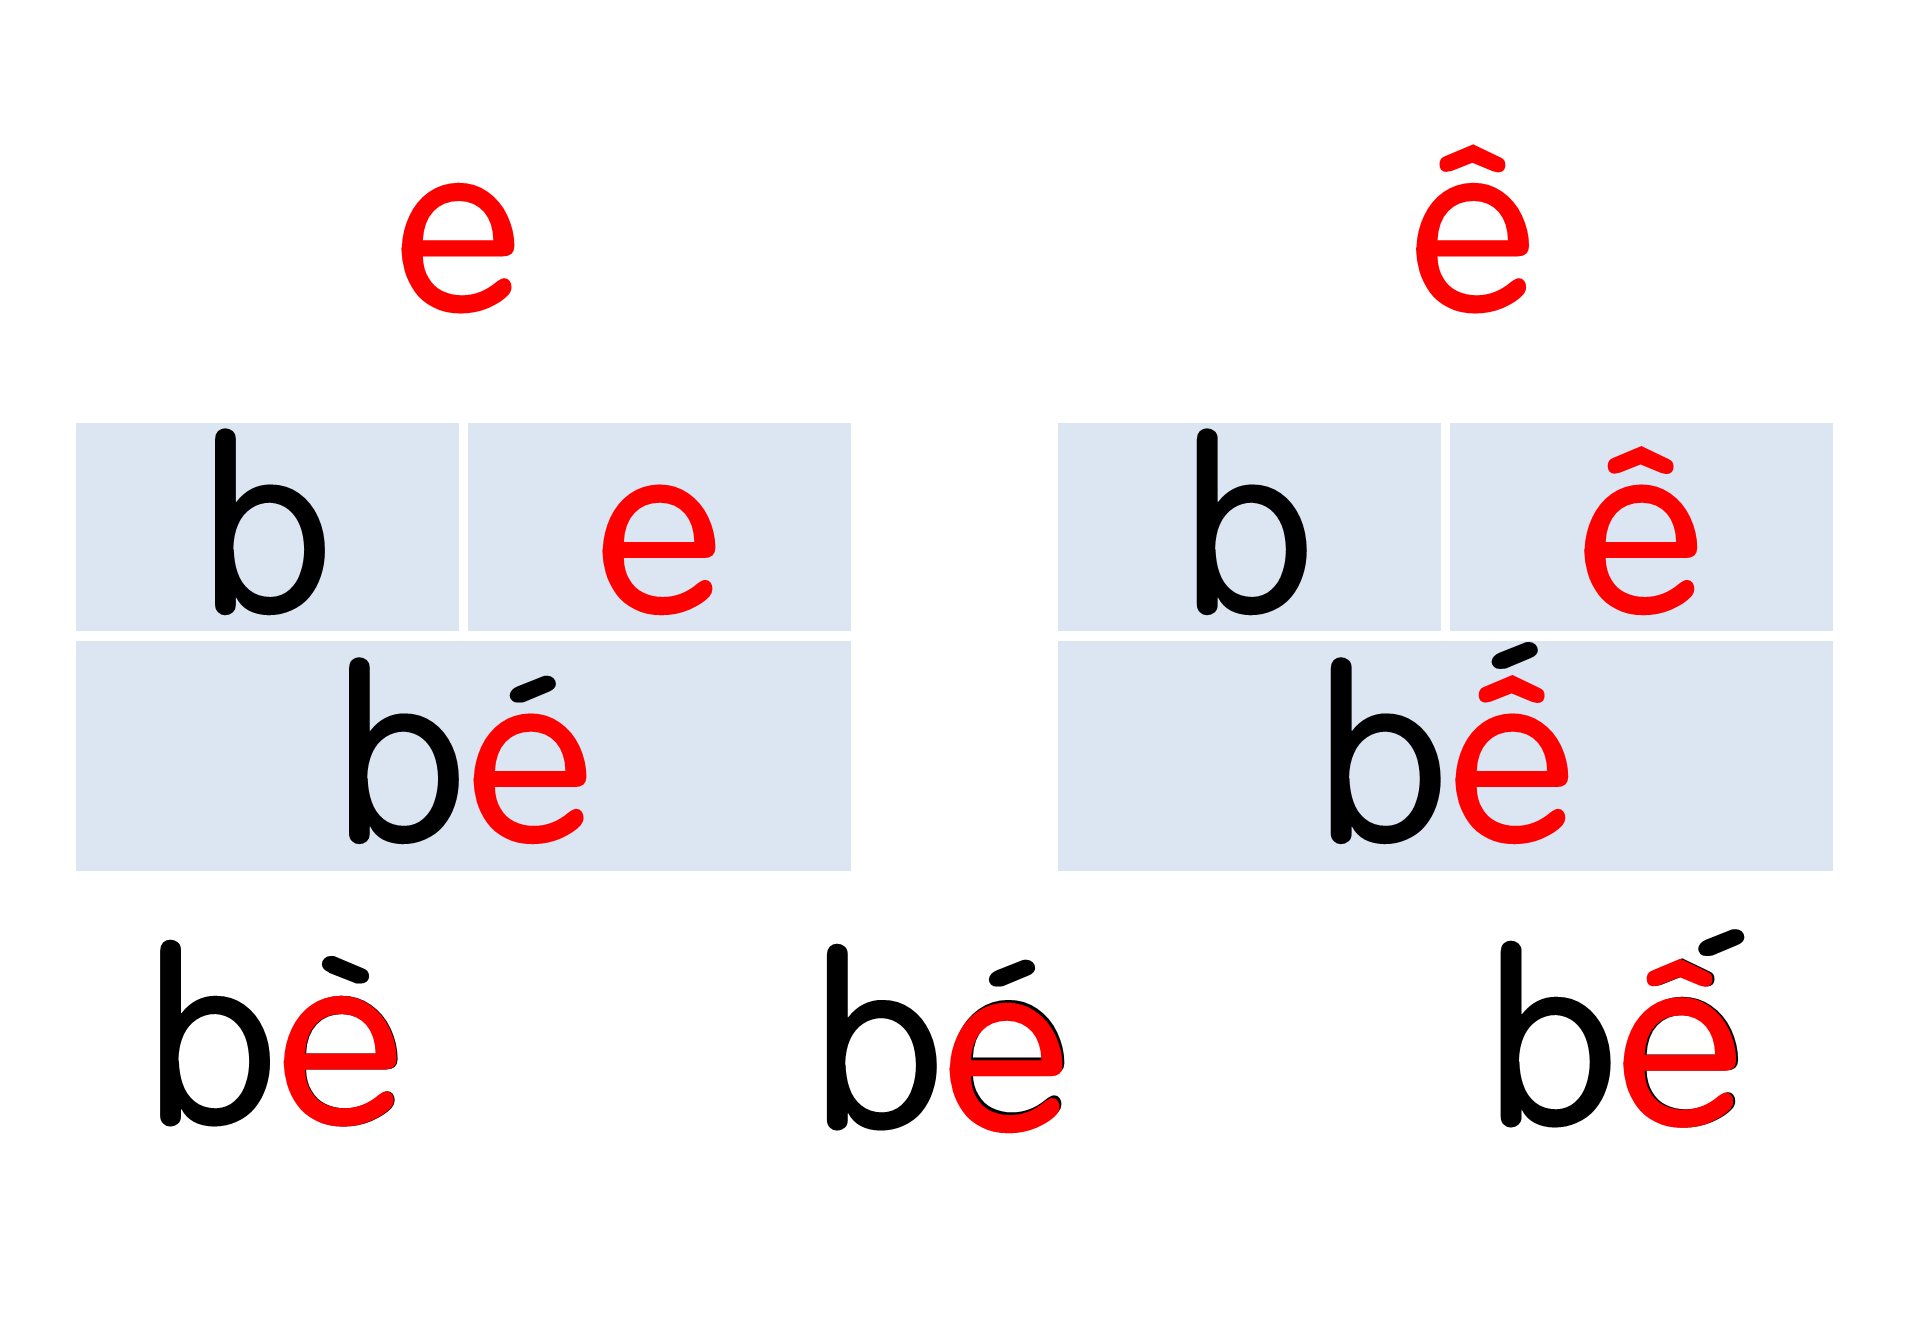 e ê
b e b ê
bé bế
bè bé bế